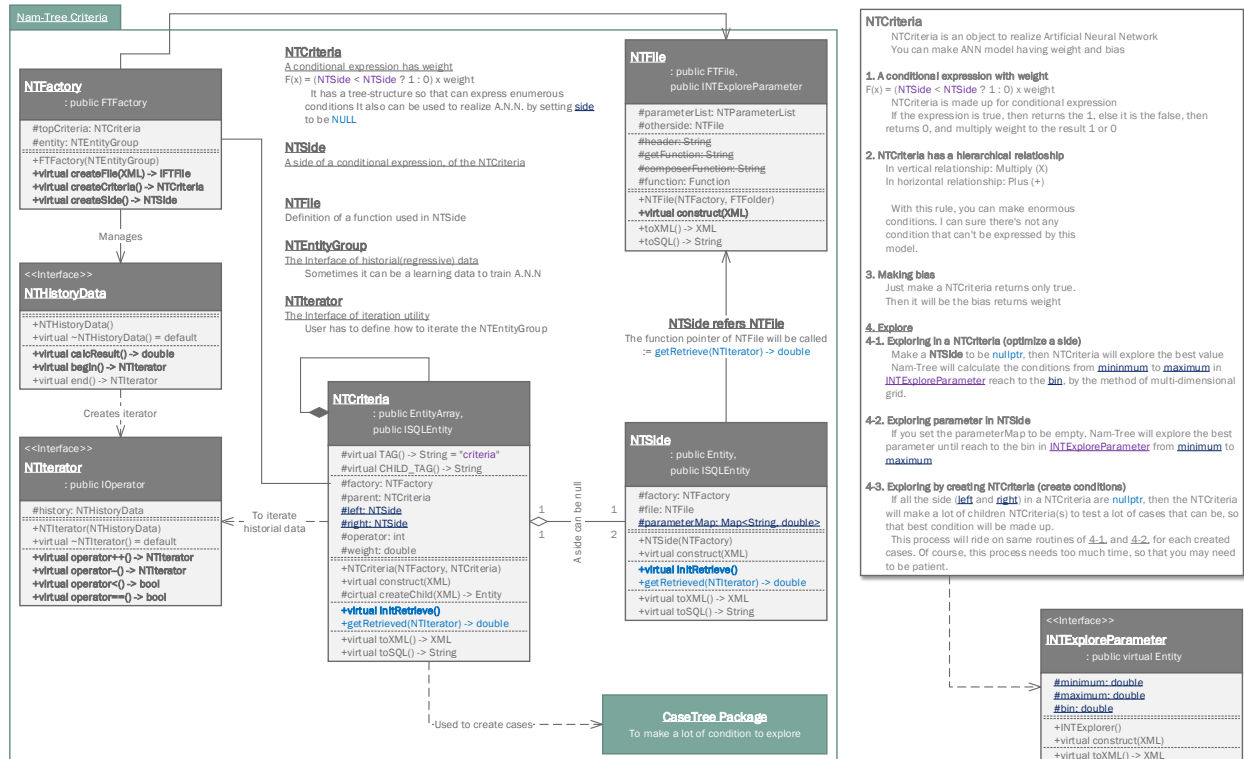 Nam-Tree Criteria
NTFactory
: public FTFactory
#topCriteria: NTCriteria
#entity: NTEntityGroup
+FTFactory(NTEntityGroup)
+virtual createFile(XML) -> IFTFile
+virtual createCriteria() -> NTCriteria
+virtual createSide() -> NTSide
Manages
<<Interface>>
NTHistoryData
+NTHistoryData()
+virtual ~NTHistoryData() = default
+virtual calcResult() -> double
+virtual begin() -> NTIterator
+virtual end() -> NTIterator
Creates iterator
<<Interface>>
NTIterator
: public IOperator
#history: NTHistoryData
+NTIterator(NTHistoryData)
+virtual ~NTIterator() = default
+virtual operator++() -> NTIterator
+virtual operator--() -> NTIterator
+virtual operator<() -> bool
+virtual operator==() -> bool
To iterate
historial data
NTCriteria
A conditional expression has weight
F(x) = (NTSide < NTSide ? 1 : 0) x weight
It has a tree-structure so that can express enumerous
conditions It also can be used to realize A.N.N. by setting side
to be NULL
NTSide
A side of a conditional expression, of the NTCriteria
NTFile
Definition of a function used in NTSide
NTEntityGroup
The Interface of historial(regressive) data
Sometimes it can be a learning data to train A.N.N
NTIterator
The Interface of iteration utility
User has to define how to iterate the NTEntityGroup
NTCriteria
: public EntityArray,
public ISQLEntity
#virtual TAG() -> String = "criteria"
#virtual CHILD_TAG() -> String
#factory: NTFactory
#parent: NTCriteria
#left: NTSide
#right: NTSide
#operator: int
#weight: double
+NTCriteria(NTFactory, NTCriteria)
+virtual construct(XML)
#cirtual createChild(XML) -> Entity
+virtual initRetrieve()
+getRetrieved(NTIterator) -> double
+virtual toXML() -> XML
+virtual toSQL() -> String
1
1
A side can be null
1
2
NTFile
: public FTFile,
public INTExploreParameter
#parameterList: NTParameterList
#otherside: NTFile
#header: String
#getFunction: String
#composerFunction: String
#function: Function
+NTFile(NTFactory, FTFolder)
+virtual construct(XML)
+toXML() -> XML
+toSQL() -> String
NTSide refers NTFile
The function pointer of NTFile will be called
:= getRetrieve(NTIterator) -> double
NTSide
: public Entity,
public ISQLEntity
#factory: NTFactory
#file: NTFile
#parameterMap: Map<String, double>
+NTSide(NTFactory)
+virtual construct(XML)
+virtual initRetrieve()
+getRetrieved(NTIterator) -> double
+virtual toXML() -> XML
+virtual toSQL() -> String
Used to create cases
CaseTree Package
To make a lot of condition to explore
NTCriteria
NTCriteria is an object to realize Artificial Neural Network
You can make ANN model having weight and bias
1. A conditional expression with weight
F(x) = (NTSide < NTSide ? 1 : 0) x weight
NTCriteria is made up for conditional expression
If the expression is true, then returns the 1, else it is the false, then
returns 0, and multiply weight to the result 1 or 0
2. NTCriteria has a hierarchical relatioship
In vertical relationship: Multiply (X)
In horizontal relationship: Plus (+)
With this rule, you can make enormous
conditions. I can sure there's not any
condition that can't be expressed by this
model.
3. Making bias
Just make a NTCriteria returns only true.
Then it will be the bias returns weight
4. Explore
4-1. Exploring in a NTCriteria (optimize a side)
Make a NTSide to be nullptr, then NTCriteria will explore the best value
Nam-Tree will calculate the conditions from mininmum to maximum in
INTExploreParameter reach to the bin, by the method of multi-dimensional
grid.
4-2. Exploring parameter in NTSide
If you set the parameterMap to be empty, Nam-Tree will explore the best
parameter until reach to the bin in INTExploreParameter from minimum to
maximum
4-3. Exploring by creating NTCriteria (create conditions)
If all the side (left and right) in a NTCriteria are nullptr, then the NTCriteria
will make a lot of children NTCriteria(s) to test a lot of cases that can be, so
that best condition will be made up.
This process will ride on same routines of 4-1, and 4-2, for each created
cases. Of course, this process needs too much time, so that you may need
to be patient.
<<Interface>>
INTExploreParameter
: public virtual Entity
#minimum: double
#maximum: double
#bin: double
+INTExplorer()
+virtual construct(XML)
+virtual toXML() -> XML